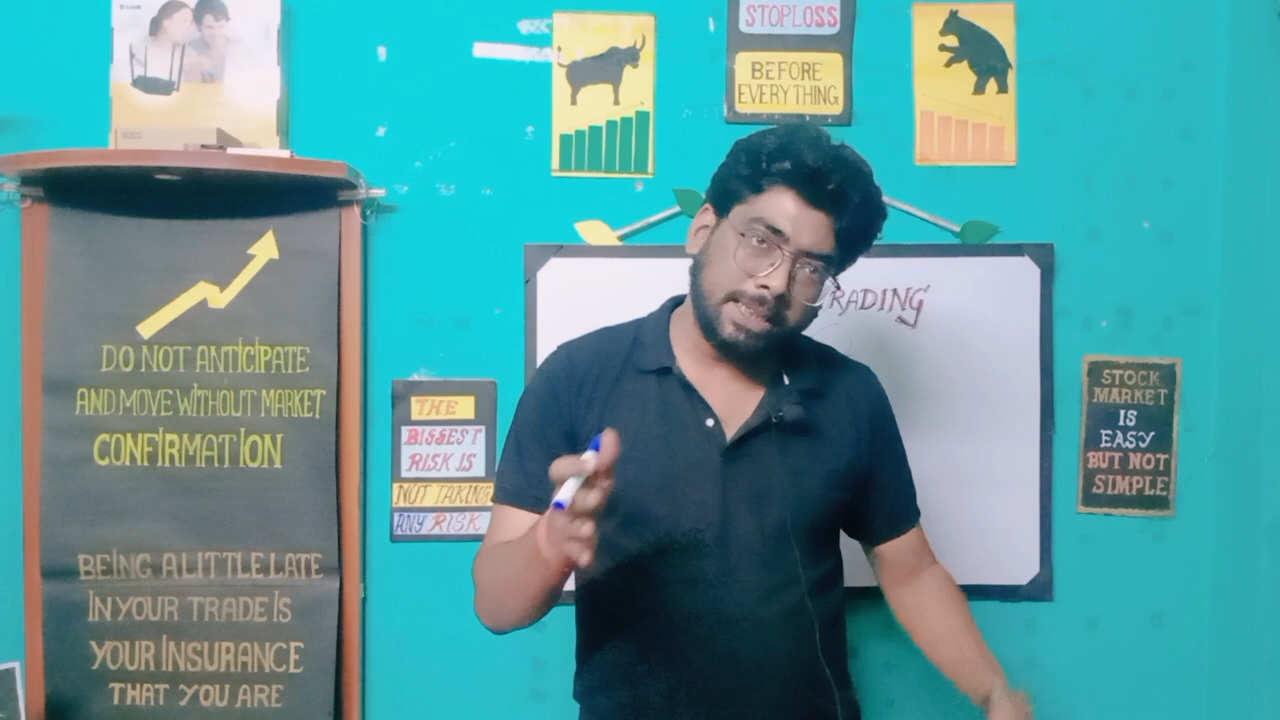 D-Link
STOPLOSS
BEFORE
EVERYTHING
RADING
DO NOT ANTICIPATE
AND MOVE WITHOUT MARKET
CONFIRMATION
BEING A LITTLE LATE
IN YOUR TRADE IS
YOUR INSURANCE
THAT YOU ARE
THE
BIGGEST
RISK IS
NOT TAKING
ANY RISK
STOCK
MARKET
IS
EASY
BUT NOT
SIMPLE